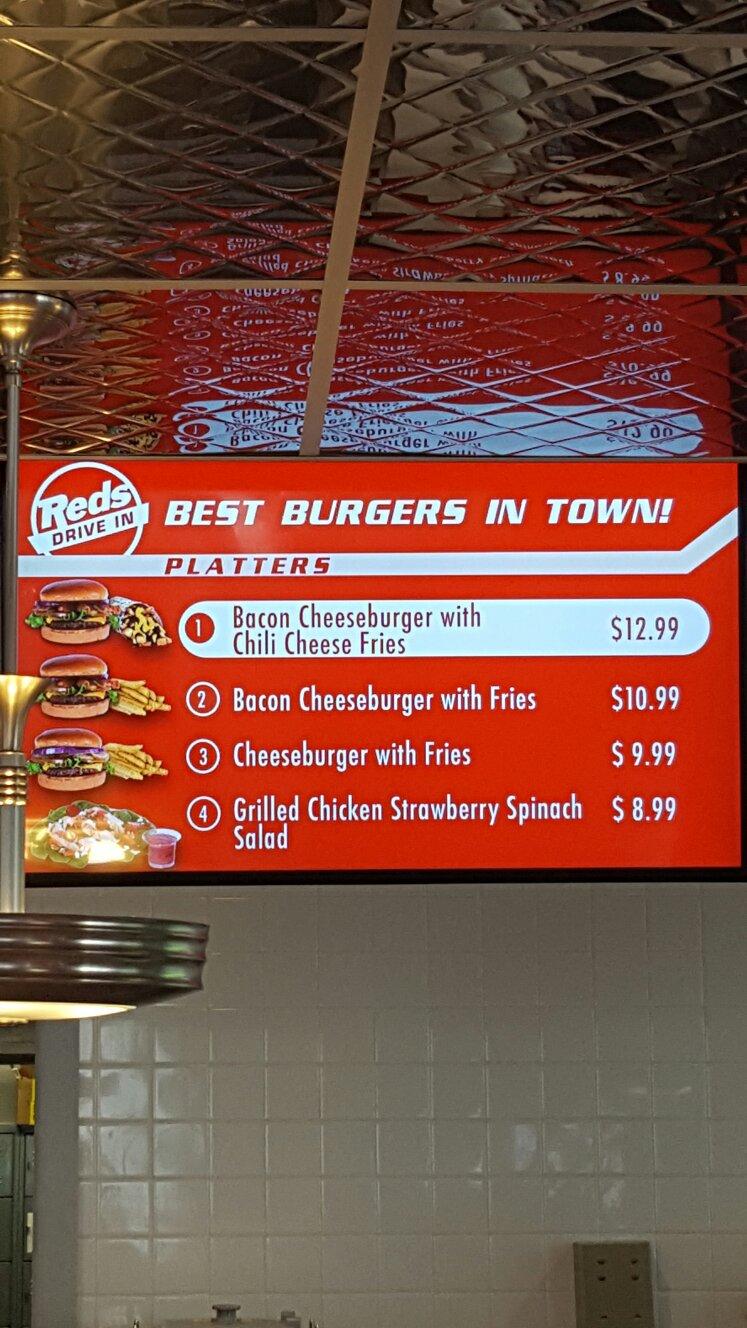 Reds
DRIVE IN
BEST BURGERS IN TOWN!
PLATTERS
1 Bacon Cheeseburger with
Chili Cheese Fries $12.99
2 Bacon Cheeseburger with Fries $10.99
3 Cheeseburger with Fries $ 9.99
4 Grilled Chicken Strawberry Spinach $ 8.99
Salad